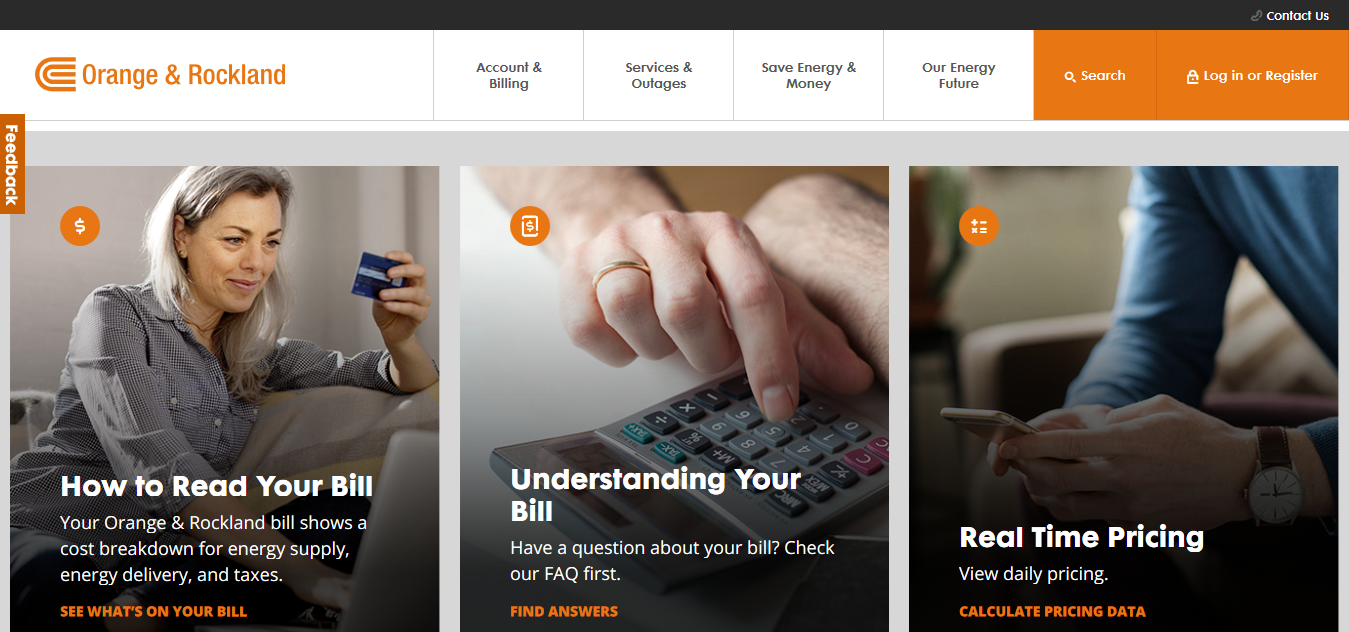 Contact Us
Orange & Rockland
Account &
Billing
Services &
Outages
Save Energy &
Money
Our Energy
Future
Search
Log in or Register
Feedback
How to Read Your Bill
Your Orange & Rockland bill shows a
cost breakdown for energy supply,
energy delivery, and taxes.
SEE WHAT'S ON YOUR BILL
Understanding Your
Bill
Have a question about your bill? Check
our FAQ first.
FIND ANSWERS
Real Time Pricing
View daily pricing.
CALCULATE PRICING DATA